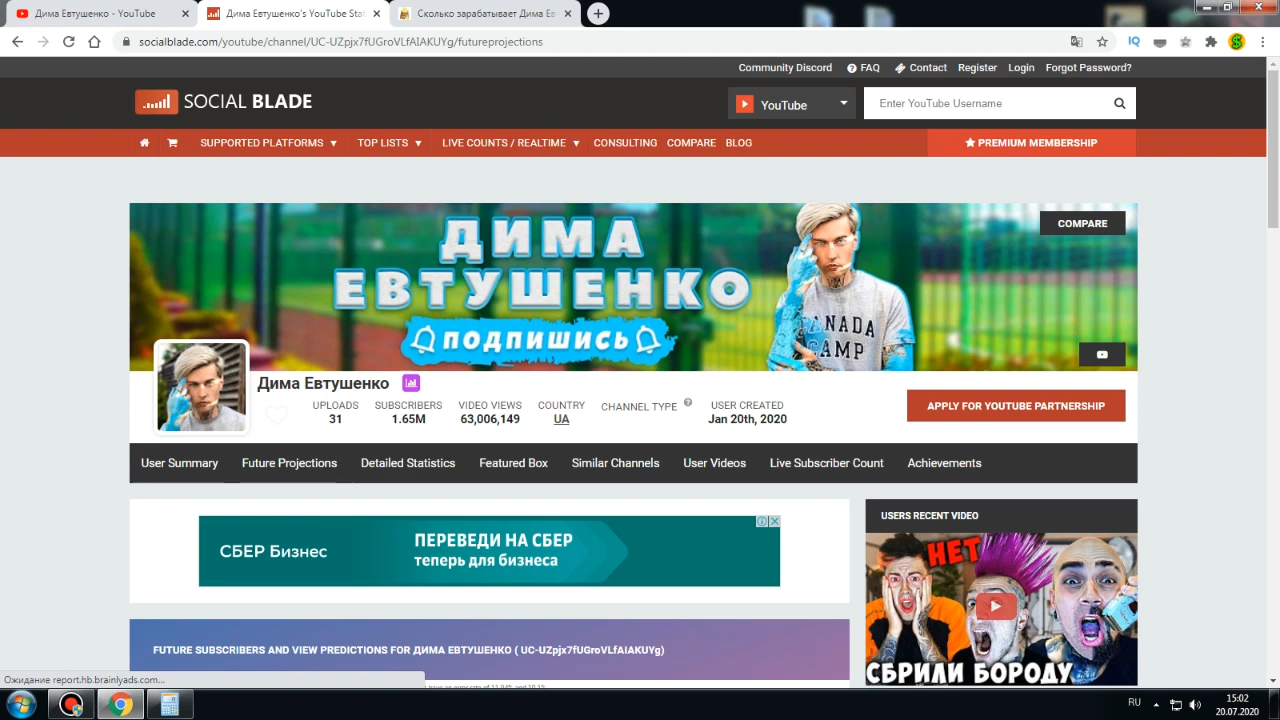 Дима Евтушенко - YouTube
Дима Евтушенко's YouTube Stat
Сколько зарабатывает Дима Ев
socialblade.com/youtube/channel/UC-UZpjx7fUGroVLfAIAKUYg/futureprojections
Community Discord
FAQ
Contact
Register
Login
Forgot Password?
SOCIAL BLADE
YouTube
Enter YouTube Username
SUPPORTED PLATFORMS
TOP LISTS
LIVE COUNTS / REALTIME
CONSULTING
COMPARE
BLOG
PREMIUM MEMBERSHIP
COMPARE
ДИМА
ЕВТУШЕНКО
ПОДПИШИСЬ
CANADA
CAMP
Дима Евтушенко
UPLOADS
31
SUBSCRIBERS
1.65M
VIDEO VIEWS
63,006,149
COUNTRY
UA
CHANNEL TYPE
USER CREATED
Jan 20th, 2020
APPLY FOR YOUTUBE PARTNERSHIP
User Summary
Future Projections
Detailed Statistics
Featured Box
Similar Channels
User Videos
Live Subscriber Count
Achievements
СБЕР Бизнес
ПЕРЕВЕДИ НА СБЕР
теперь для бизнеса
USERS RECENT VIDEO
НЕТ
СБРИЛИ БОРОДУ
FUTURE SUBSCRIBERS AND VIEW PREDICTIONS FOR ДИМА ЕВТУШЕНКО ( UC-UZpjx7fUGroVLfAIAKUYg)
Ожидание report.hb.brainlyads.com...
RU
15:02
20.07.2020